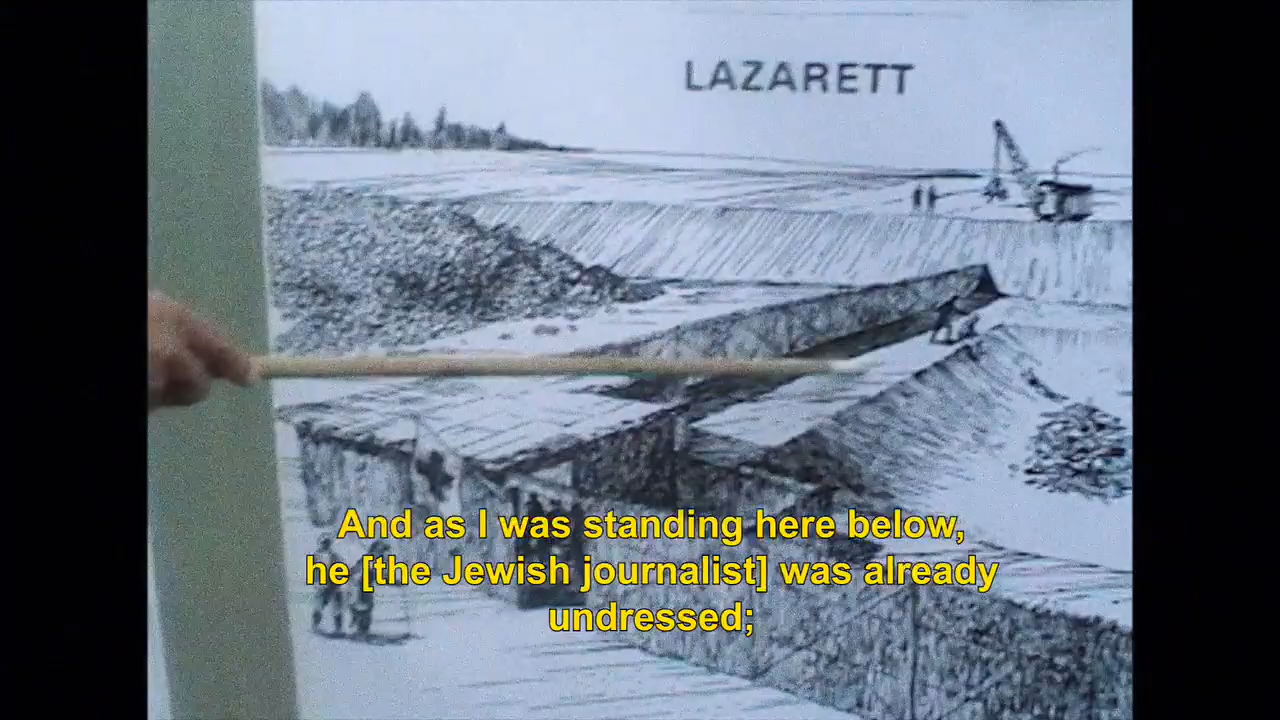 LAZARETT
And as I was standing here below,
he [the Jewish journalist] was already
undressed;